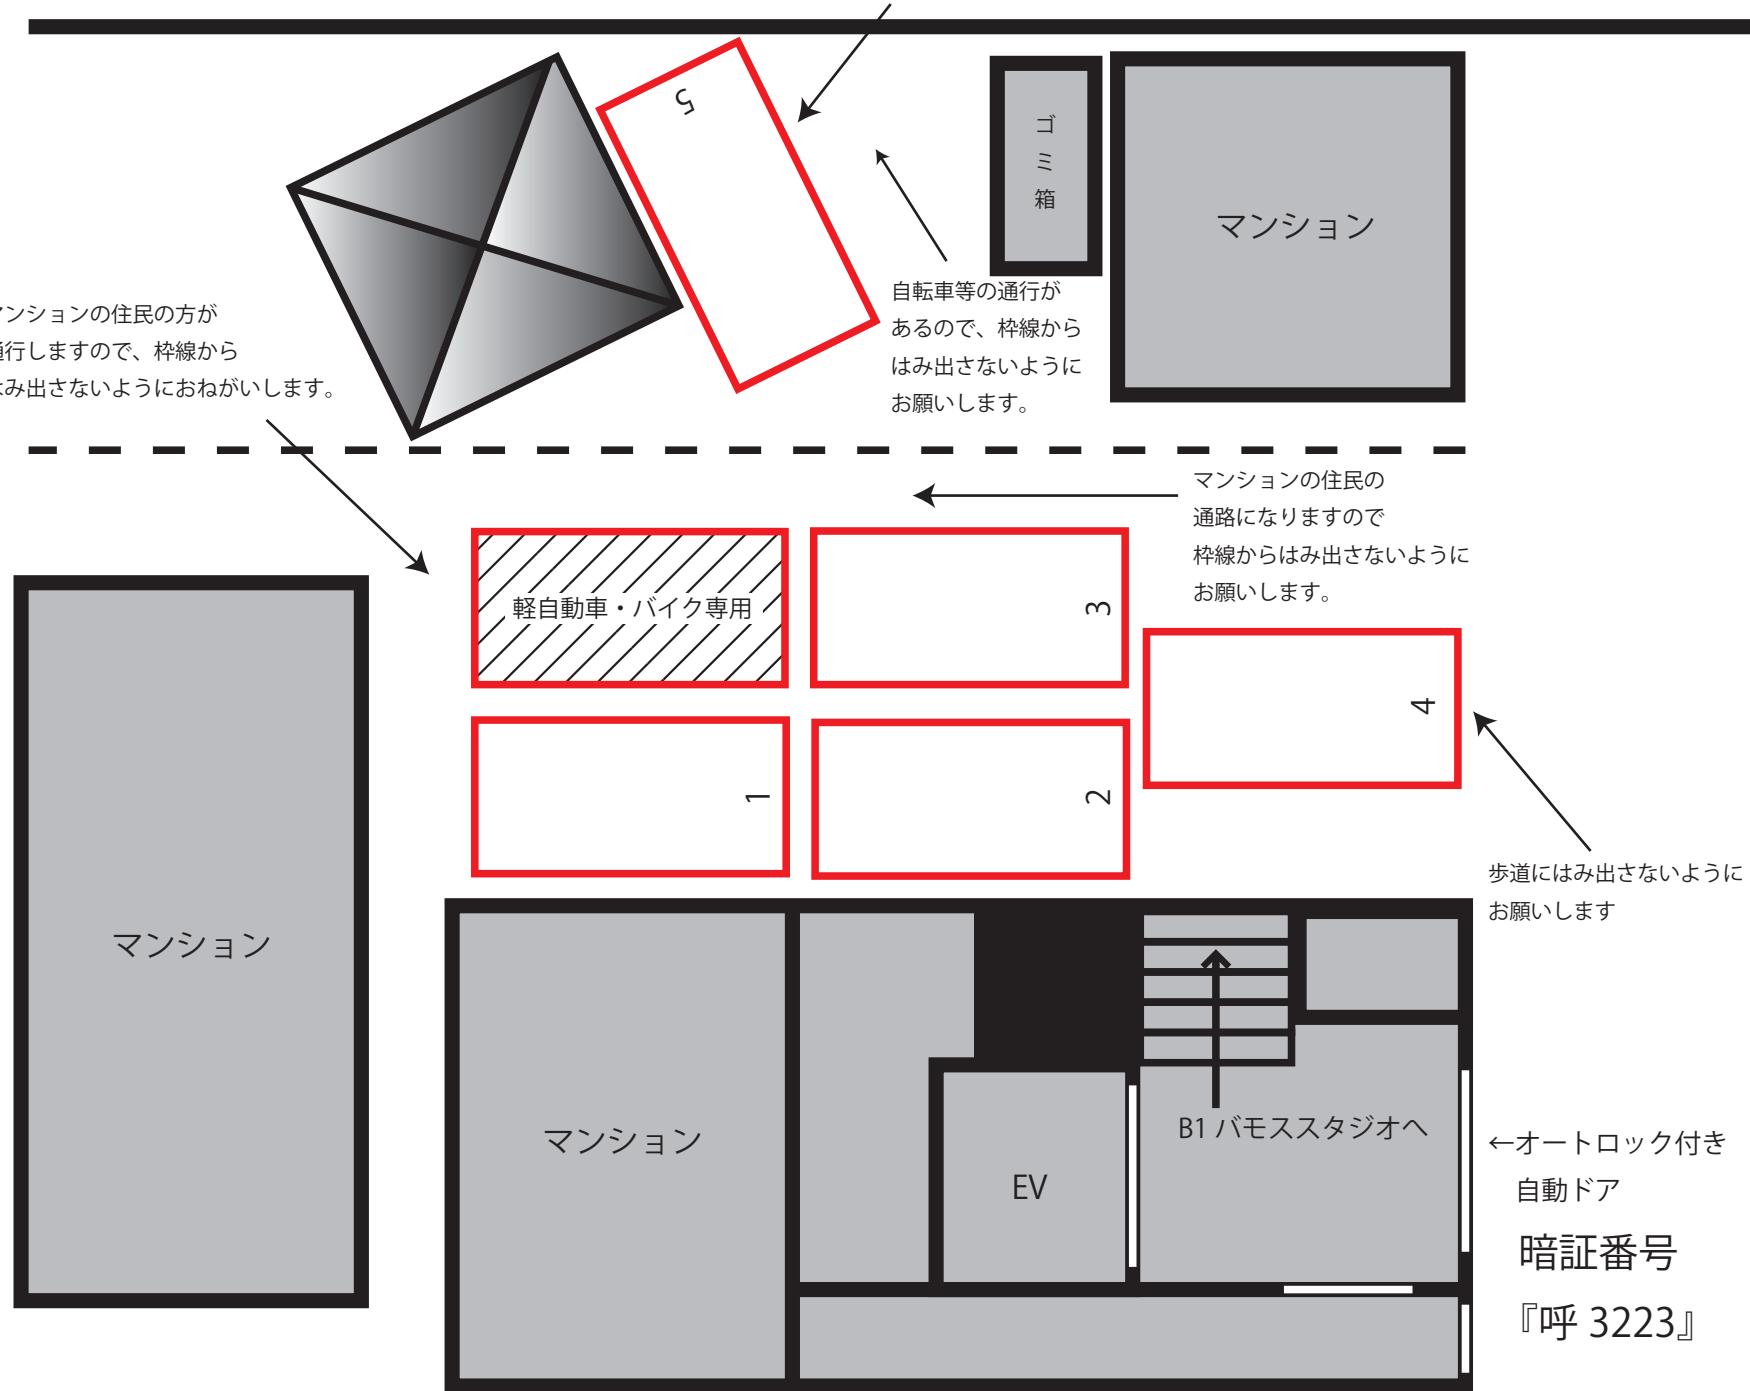 5
ゴ
ミ
箱
マンション
自転車等の通行が
あるので、枠線から
はみ出さないように
お願いします。
マンションの住民の方が
通行しますので、枠線から
はみ出さないようにおねがいします。
マンションの住民の
通路になりますので
枠線からはみ出さないように
お願いします。
軽自動車・バイク専用
3
4
1
2
歩道にはみ出さないように
お願いします
マンション
マンション
EV
B1 バモススタジオへ
←オートロック付き
自動ドア
暗証番号
『呼 3223』